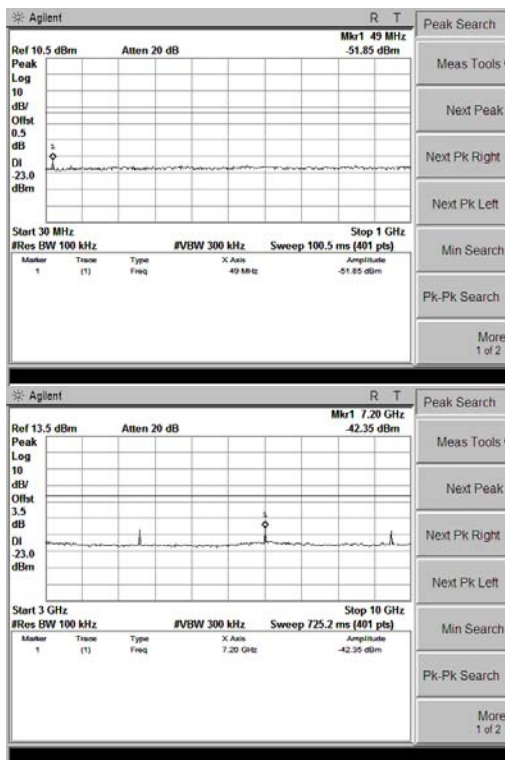 Agilent R T
Mkr1 49 MHz
Ref 10.5 dBm Atten 20 dB -51.85 dBm
Peak
Log
10
dB/
Offst
0.5
dB
DI
-23.0
dBm
1
Start 30 MHz Stop 1 GHz
#Res BW 100 kHz #VBW 300 kHz Sweep 100.5 ms (401 pts)
Marker Trace Type X Axis Amplitude
1 (1) Freq 49 MHz -51.85 dBm
Peak Search
Meas Tools
Next Peak
Next Pk Right
Next Pk Left
Min Search
Pk-Pk Search
More
1 of 2
Agilent R T
Mkr1 7.20 GHz
Ref 13.5 dBm Atten 20 dB -42.35 dBm
Peak
Log
10
dB/
Offst
3.5
dB
DI
-23.0
dBm
1
Start 3 GHz Stop 10 GHz
#Res BW 100 kHz #VBW 300 kHz Sweep 725.2 ms (401 pts)
Marker Trace Type X Axis Amplitude
1 (1) Freq 7.20 GHz -42.35 dBm
Peak Search
Meas Tools
Next Peak
Next Pk Right
Next Pk Left
Min Search
Pk-Pk Search
More
1 of 2